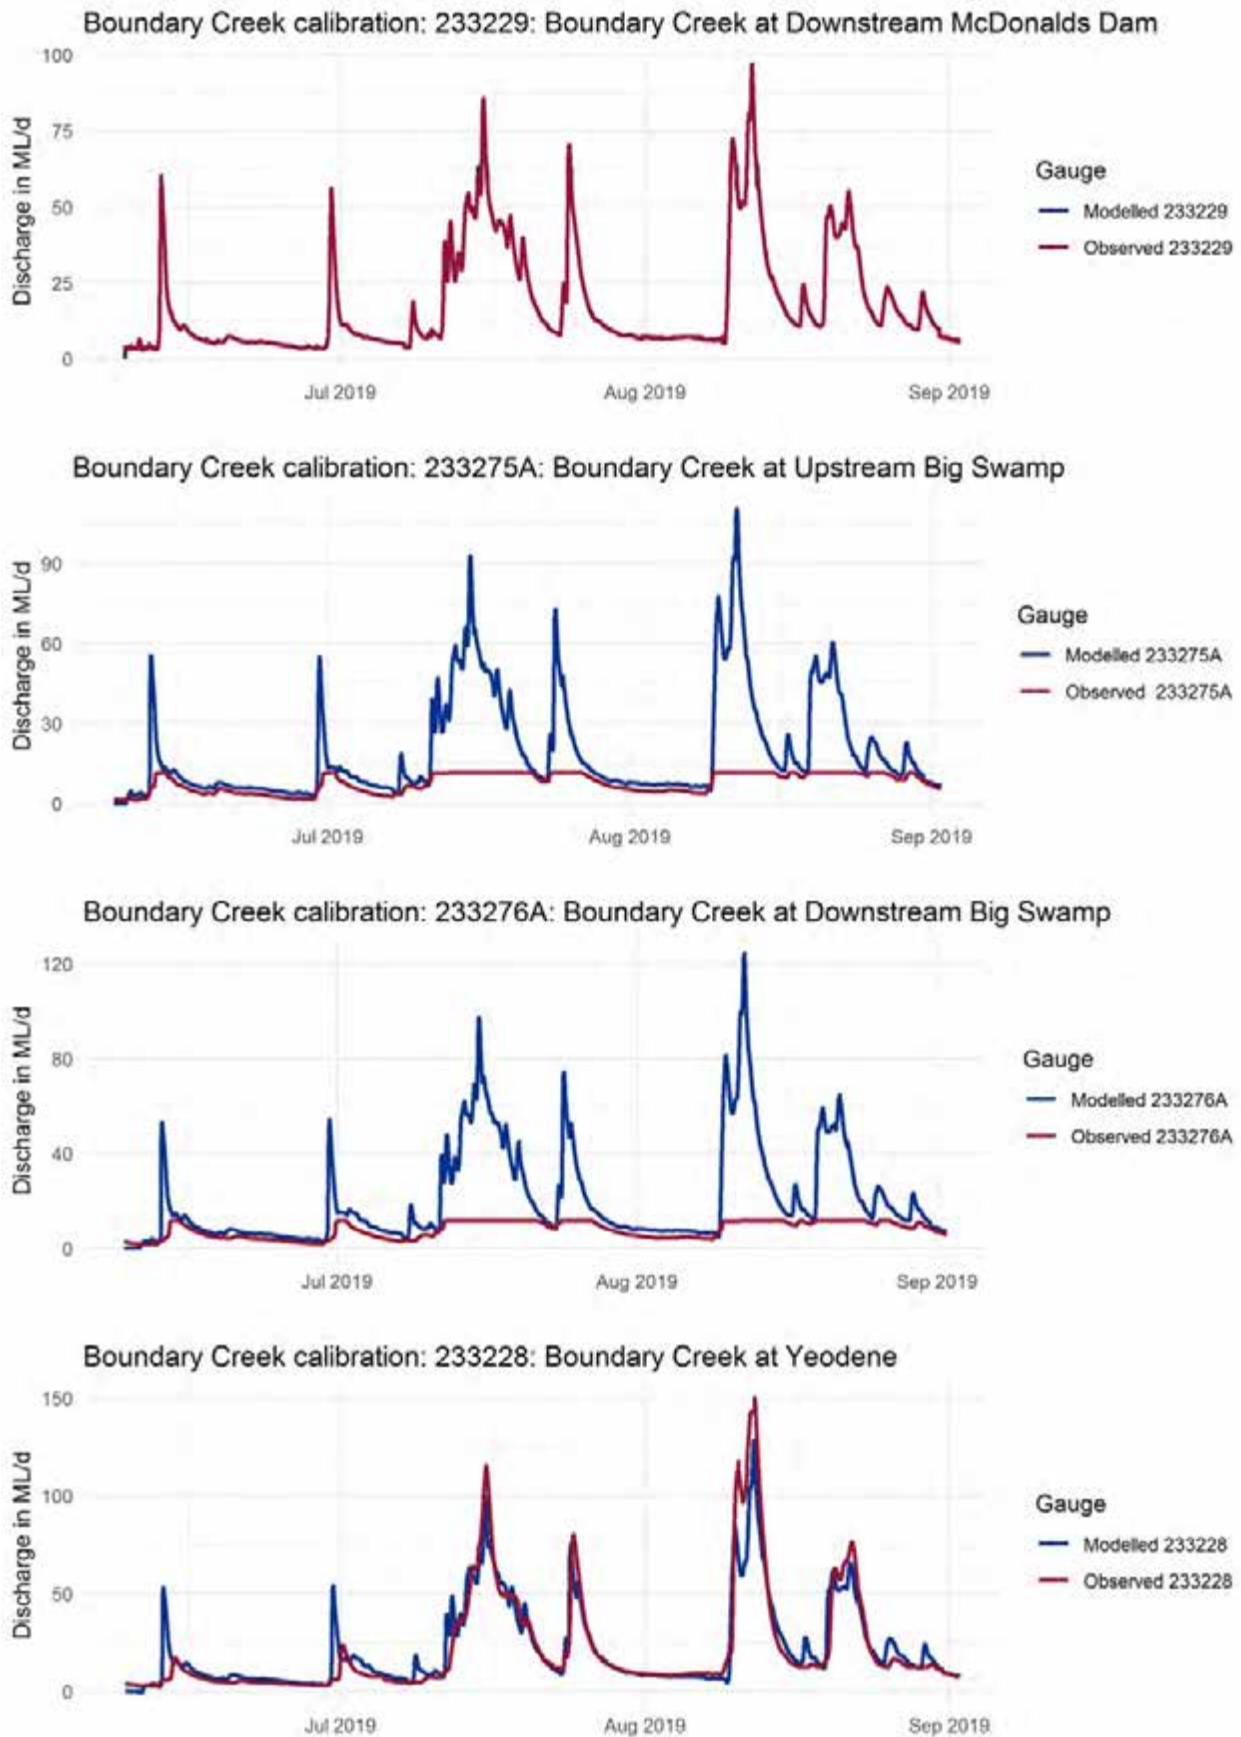 Boundary Creek calibration: 233229: Boundary Creek at Downstream McDonalds Dam
Discharge in ML/d
100
75
50
25
0
Jul 2019 Aug 2019 Sep 2019
Gauge
Modelled 233229
Observed 233229
Boundary Creek calibration: 233275A: Boundary Creek at Upstream Big Swamp
Discharge in ML/d
90
60
30
0
Jul 2019 Aug 2019 Sep 2019
Gauge
Modelled 233275A
Observed 233275A
Boundary Creek calibration: 233276A: Boundary Creek at Downstream Big Swamp
Discharge in ML/d
120
80
40
0
Jul 2019 Aug 2019 Sep 2019
Gauge
Modelled 233276A
Observed 233276A
Boundary Creek calibration: 233228: Boundary Creek at Yeodene
Discharge in ML/d
150
100
50
0
Jul 2019 Aug 2019 Sep 2019
Gauge
Modelled 233228
Observed 233228